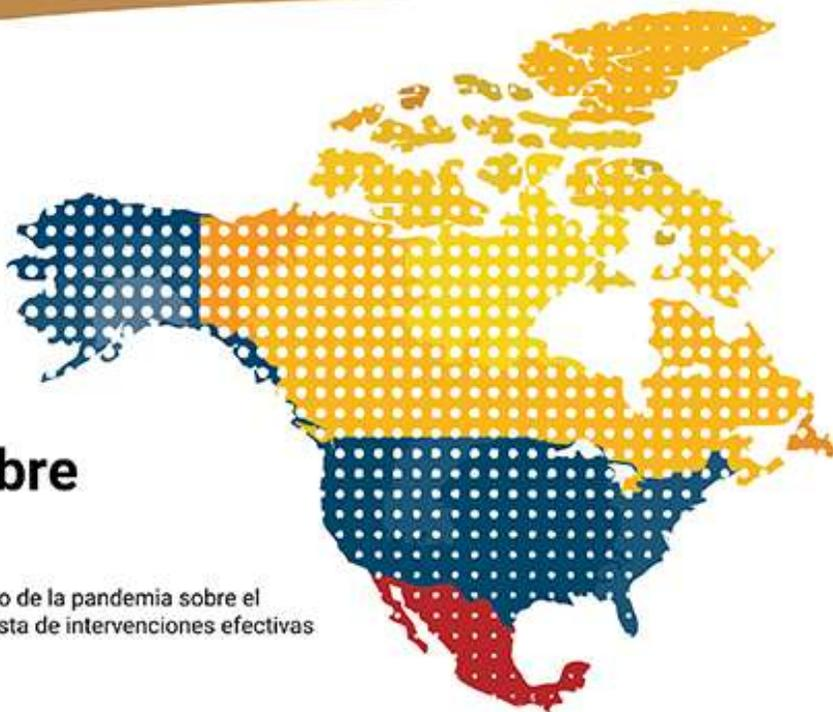 bre
o de la pandemia sobre el
sta de intervenciones efectivas